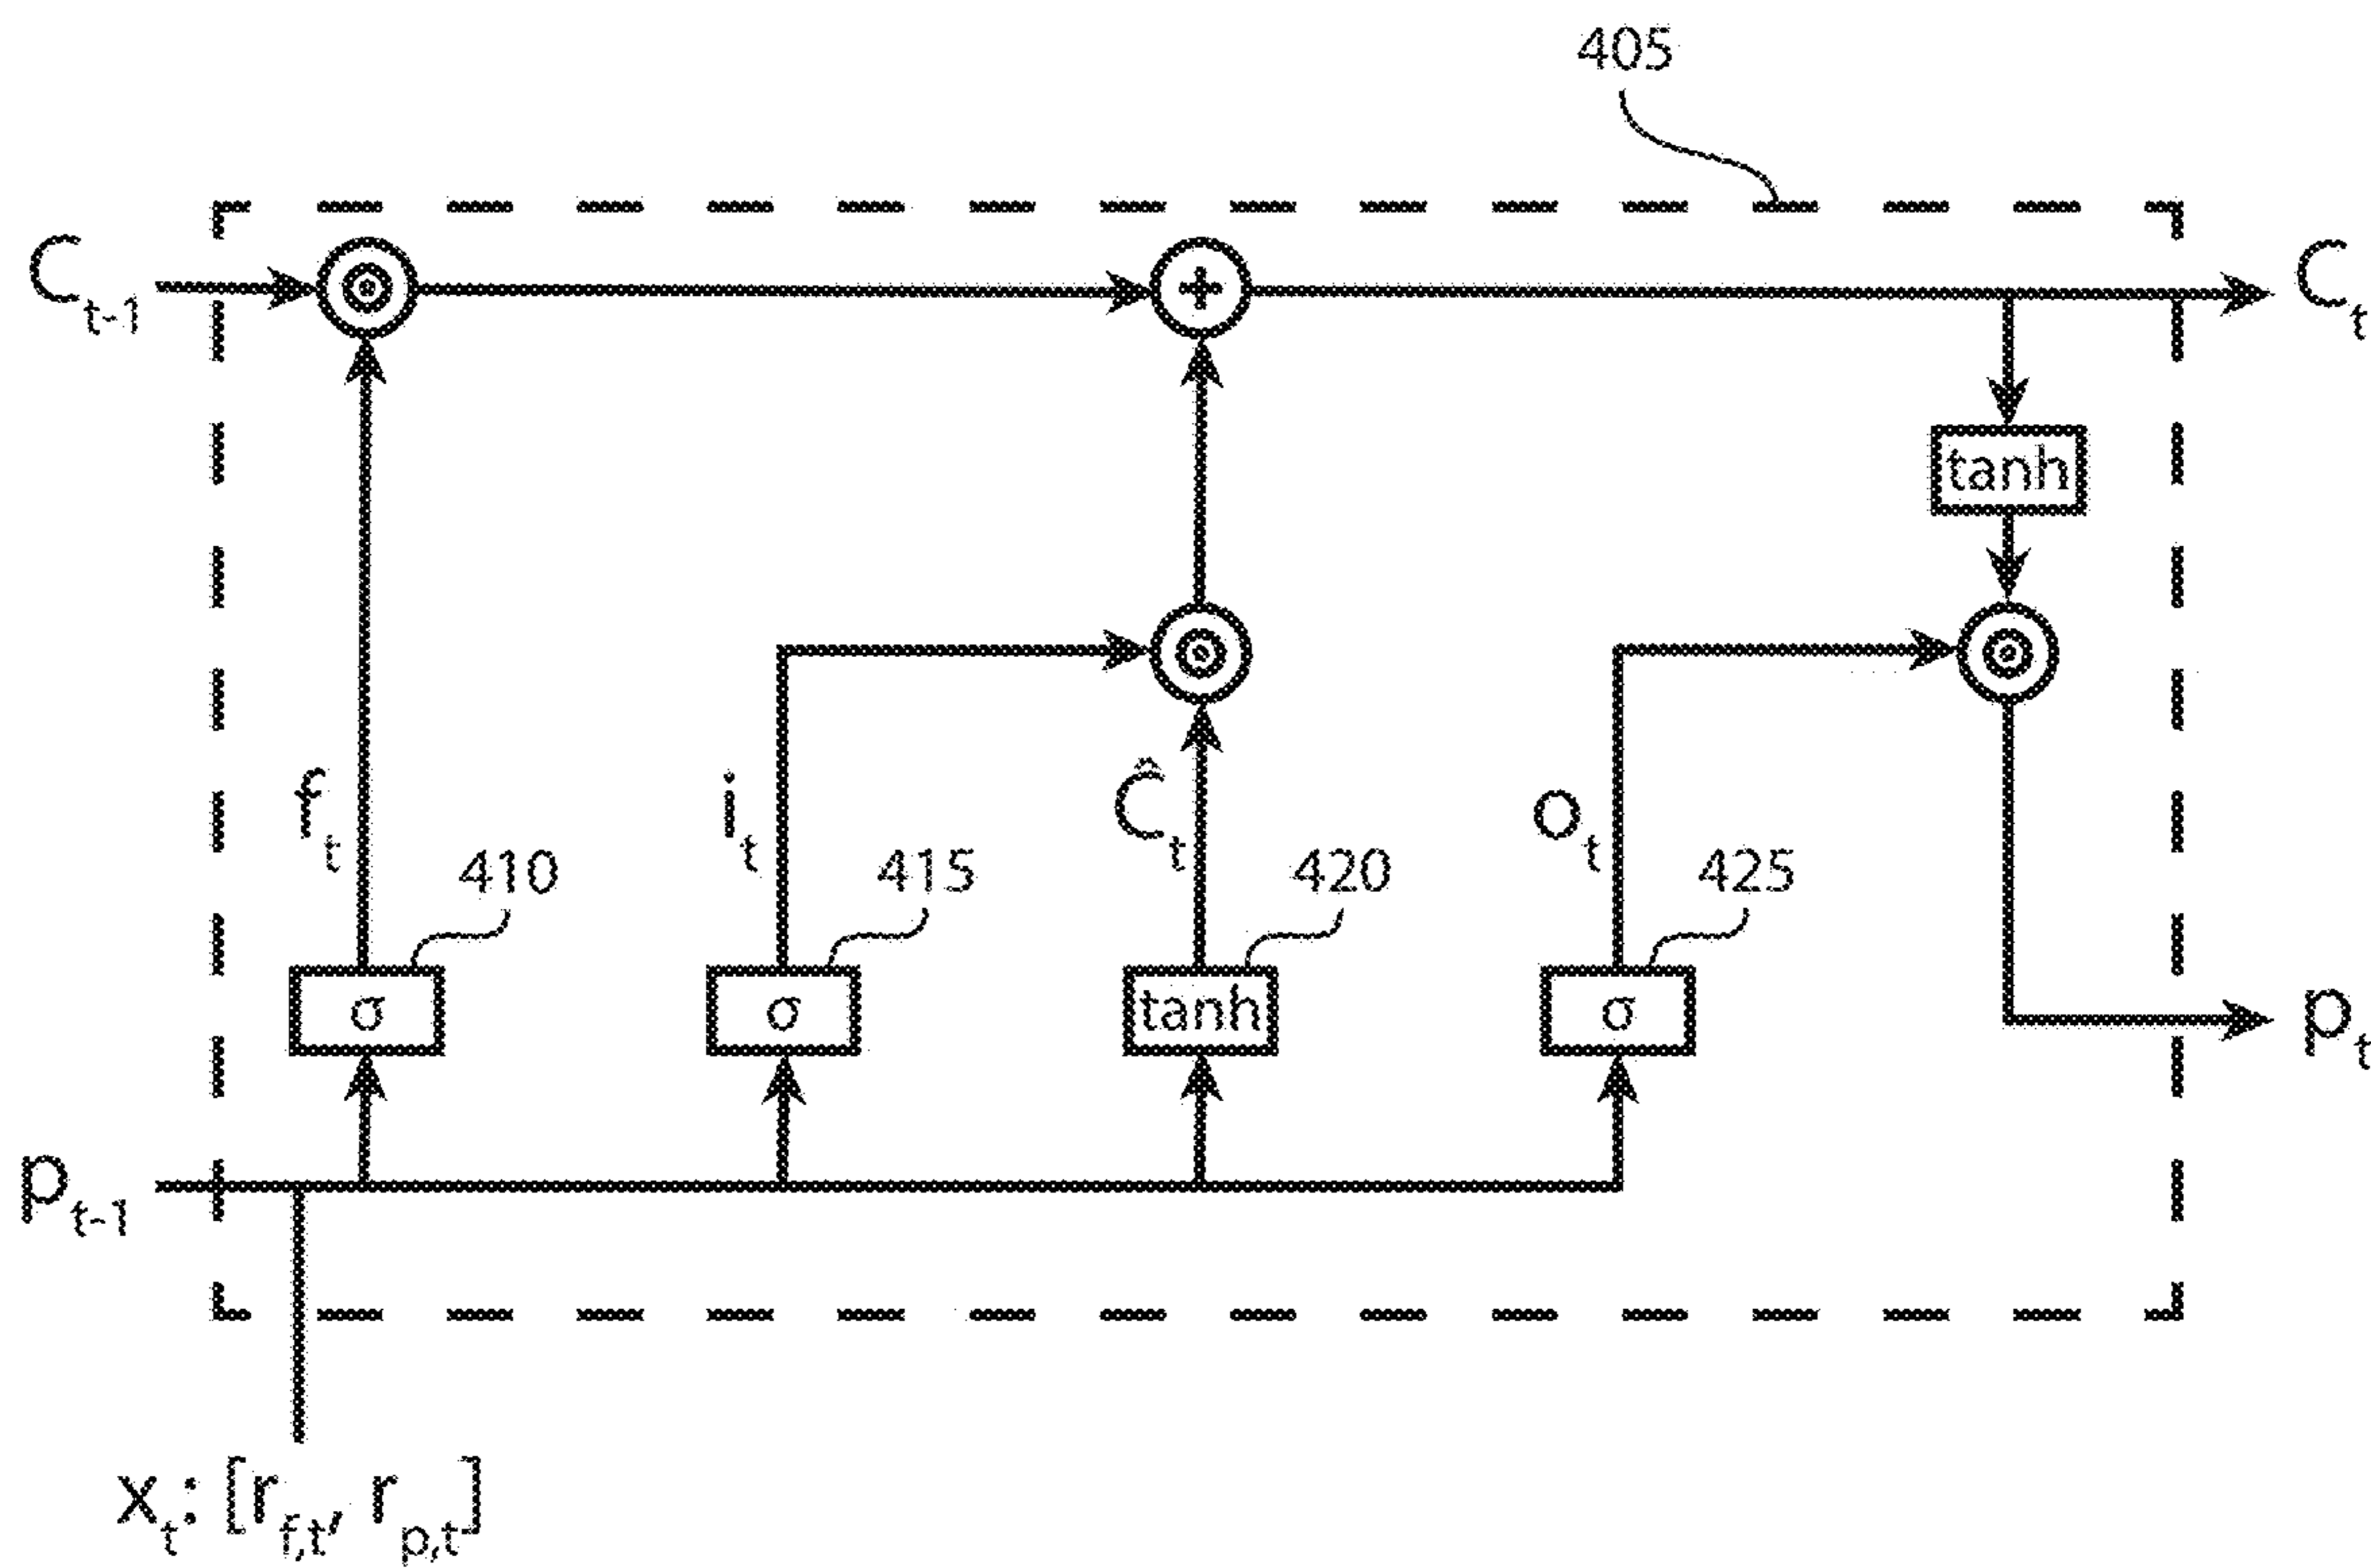 405
C_{t-1}
C_t
tanh
f_t
i_t
Ĉ_t
o_t
410
415
420
425
σ
σ
tanh
σ
p_t
p_{t-1}
x_t: [r_{f,t}, r_{p,t}]